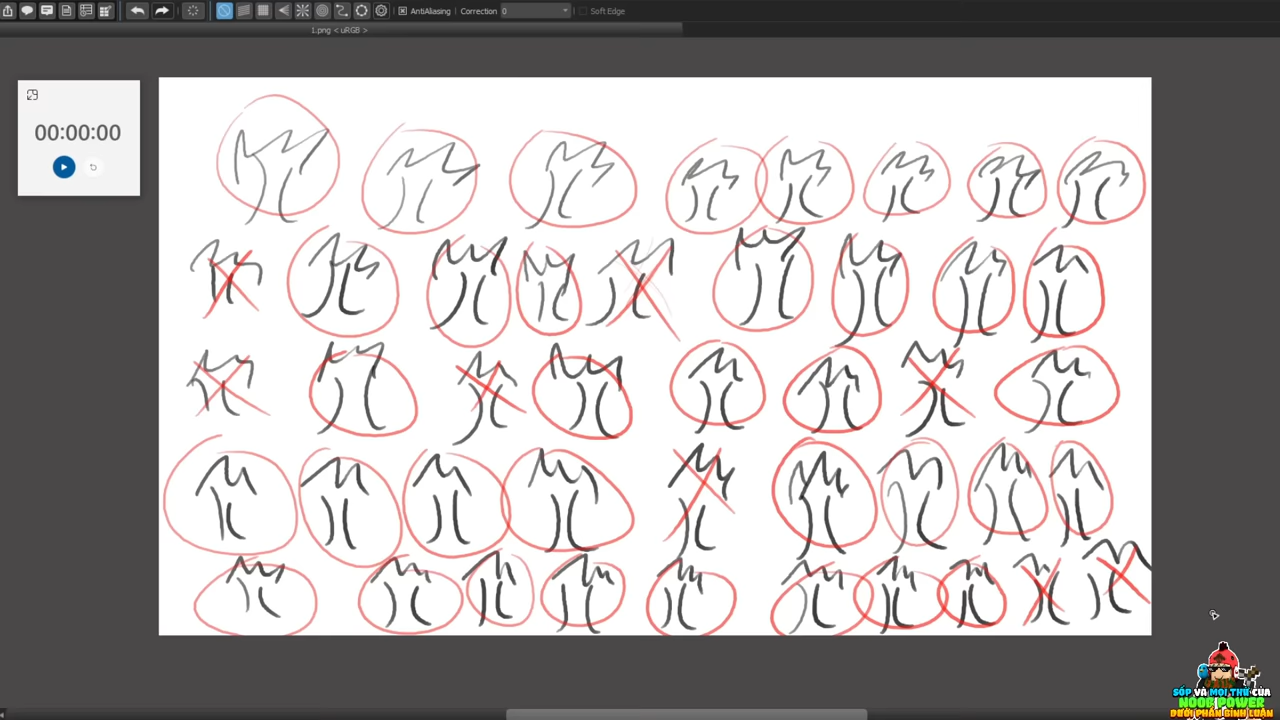 AntiAliasing Correction 0 Soft Edge
1.png < uRGB >
00:00:00
SỐP VÀ MỌI THỨ CỦA
NOOB POWER
DƯỚI PHẦN BÌNH LUẬN